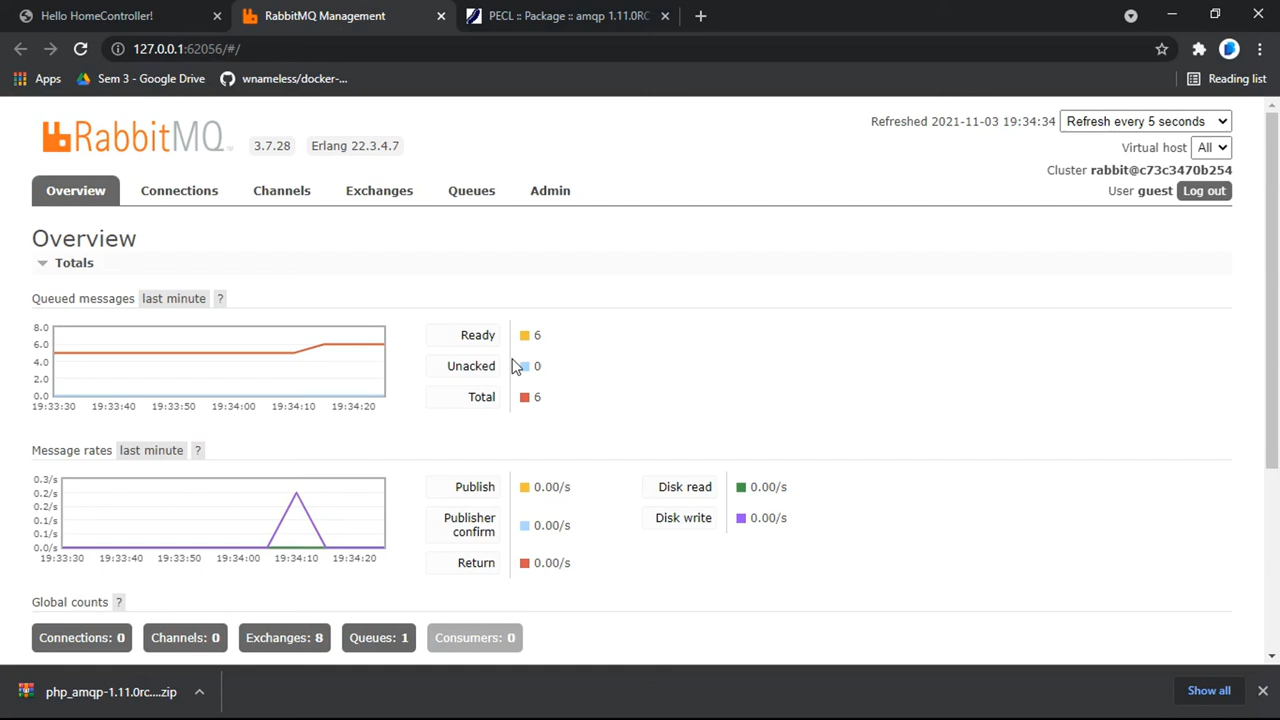 Hello HomeController!
RabbitMQ Management
PECL :: Package :: amqp 1.11.0RC
127.0.0.1:62056/#/
Apps
Sem 3 - Google Drive
wnameless/docker-...
Reading list
RabbitMQ
TM
3.7.28
Erlang 22.3.4.7
Refreshed 2021-11-03 19:34:34
Refresh every 5 seconds
Virtual host
All
Cluster rabbit@c73c3470b254
User guest
Log out
Overview
Connections
Channels
Exchanges
Queues
Admin
Overview
Totals
Queued messages last minute ?
8.0
6.0
4.0
2.0
0.0
19:33:30 19:33:40 19:33:50 19:34:00 19:34:10 19:34:20
Ready 6
Unacked 0
Total 6
Message rates last minute ?
0.3/s
0.2/s
0.2/s
0.1/s
0.1/s
0.0/s
19:33:30 19:33:40 19:33:50 19:34:00 19:34:10 19:34:20
Publish 0.00/s
Publisher
confirm 0.00/s
Return 0.00/s
Disk read 0.00/s
Disk write 0.00/s
Global counts ?
Connections: 0
Channels: 0
Exchanges: 8
Queues: 1
Consumers: 0
php_amqp-1.11.0rc....zip
Show all